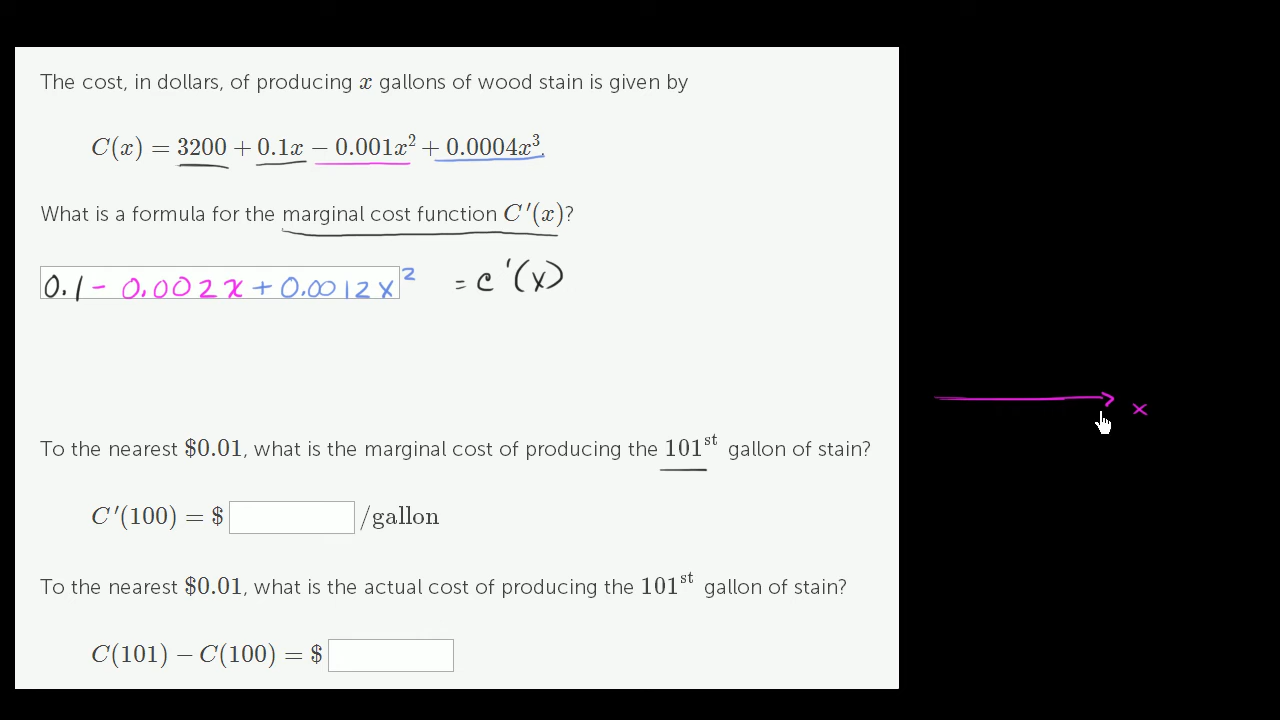 The cost, in dollars, of producing x gallons of wood stain is given by
C(x) = 3200 + 0.1x − 0.001x² + 0.0004x³.
What is a formula for the marginal cost function C′(x)?
0.1 - 0.002x + 0.0012x² = c'(x)
x
To the nearest $0.01, what is the marginal cost of producing the 101ˢᵗ gallon of stain?
C′(100) = $ /gallon
To the nearest $0.01, what is the actual cost of producing the 101ˢᵗ gallon of stain?
C(101) − C(100) = $